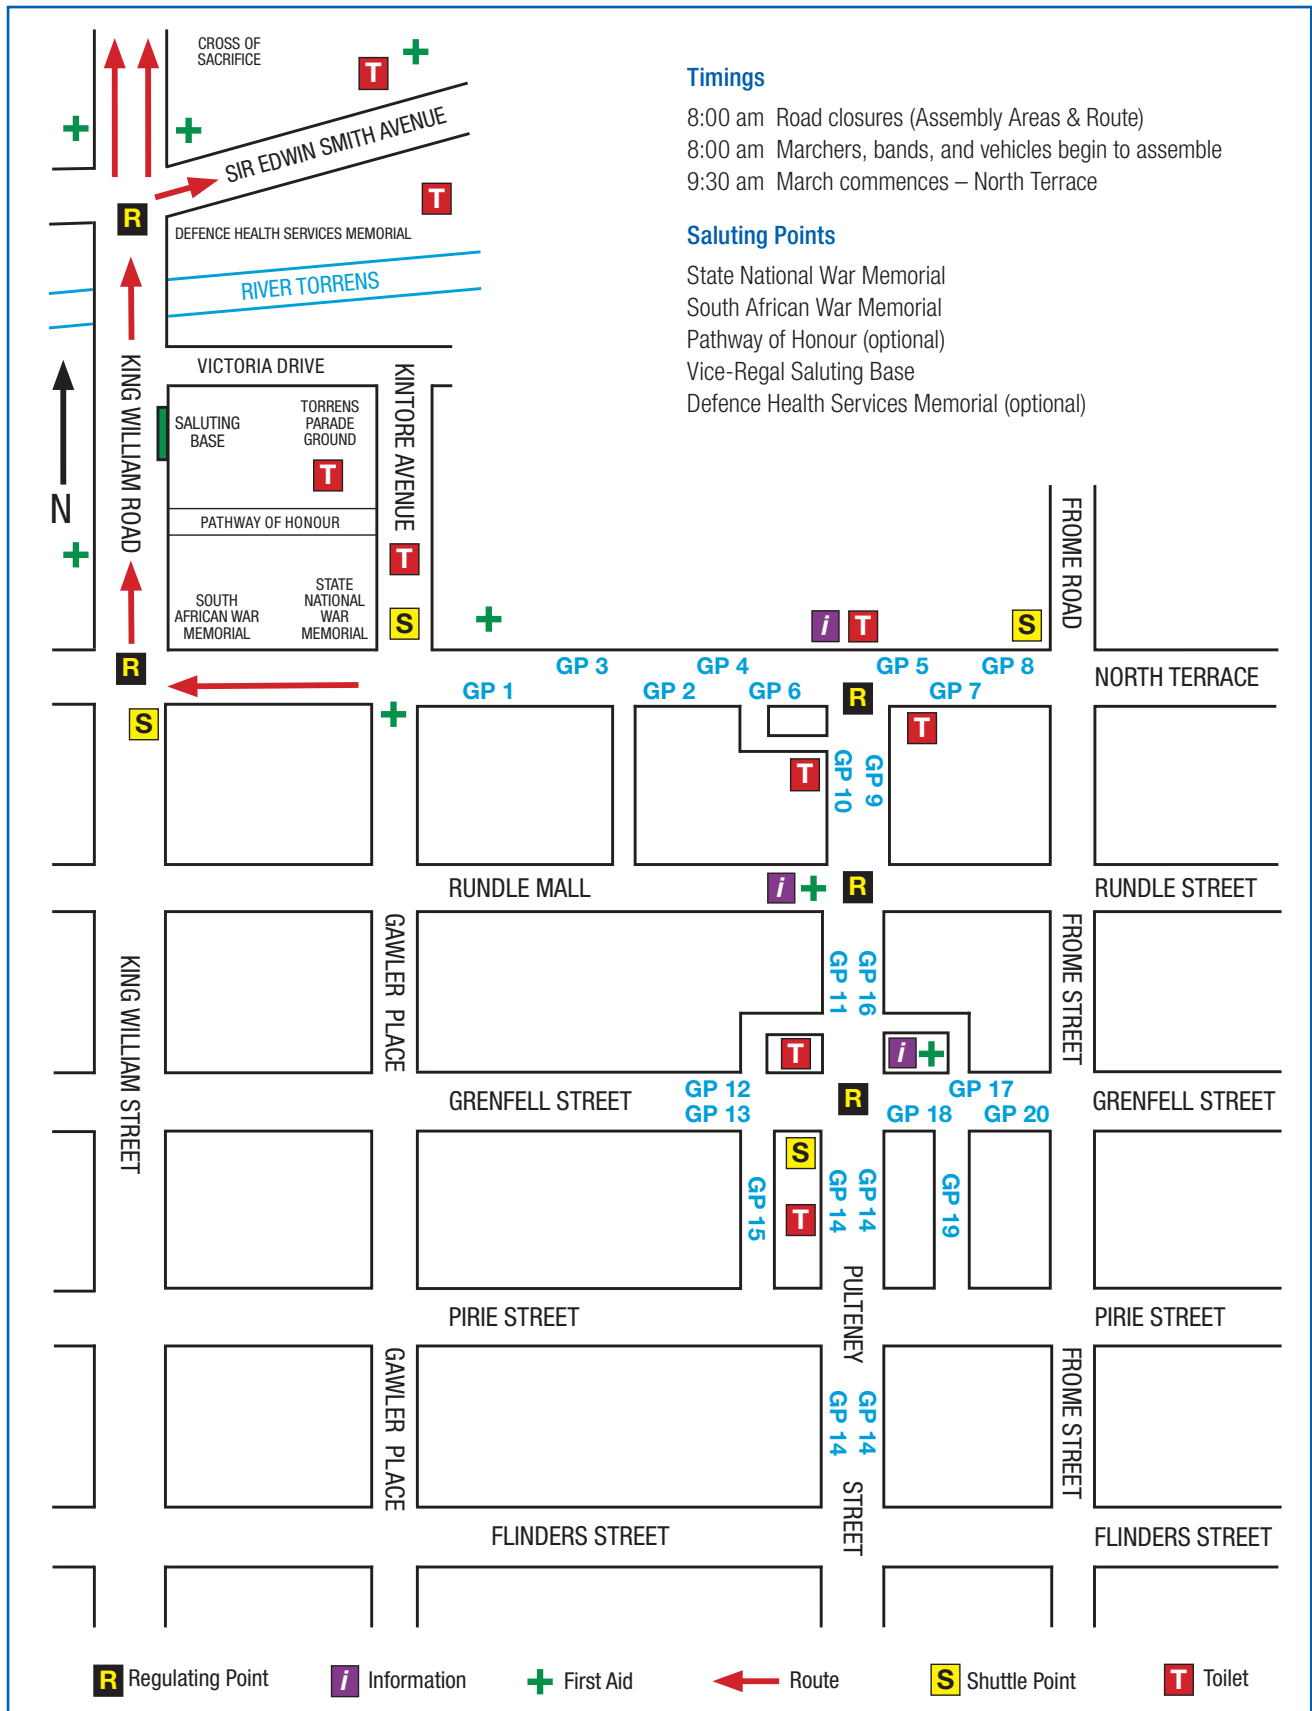 CROSS OF
SACRIFICE
T
SIR EDWIN SMITH AVENUE
T
R
DEFENCE HEALTH SERVICES MEMORIAL
RIVER TORRENS
VICTORIA DRIVE
KING WILLIAM ROAD
KINTORE AVENUE
SALUTING
BASE
TORRENS
PARADE
GROUND
T
N
PATHWAY OF HONOUR
T
SOUTH
AFRICAN WAR
MEMORIAL
STATE
NATIONAL
WAR
MEMORIAL
S
R
S
Timings
8:00 am Road closures (Assembly Areas & Route)
8:00 am Marchers, bands, and vehicles begin to assemble
9:30 am March commences – North Terrace
Saluting Points
State National War Memorial
South African War Memorial
Pathway of Honour (optional)
Vice-Regal Saluting Base
Defence Health Services Memorial (optional)
FROME ROAD
i T
S
GP 3
GP 4
GP 5
GP 8
NORTH TERRACE
GP 1
GP 2
GP 6
R
GP 7
T
T
GP 10
GP 9
RUNDLE MALL
i
R
RUNDLE STREET
KING WILLIAM STREET
GAWLER PLACE
GP 11
GP 16
FROME STREET
T
i
GP 12
GP 17
GRENFELL STREET
GP 13
R
GP 18
GP 20
GRENFELL STREET
S
T
GP 15
GP 14
GP 14
GP 19
PIRIE STREET
PULTENEY
PIRIE STREET
GAWLER PLACE
GP 14
GP 14
FROME STREET
STREET
FLINDERS STREET
FLINDERS STREET
R Regulating Point
i Information
First Aid
Route
S Shuttle Point
T Toilet